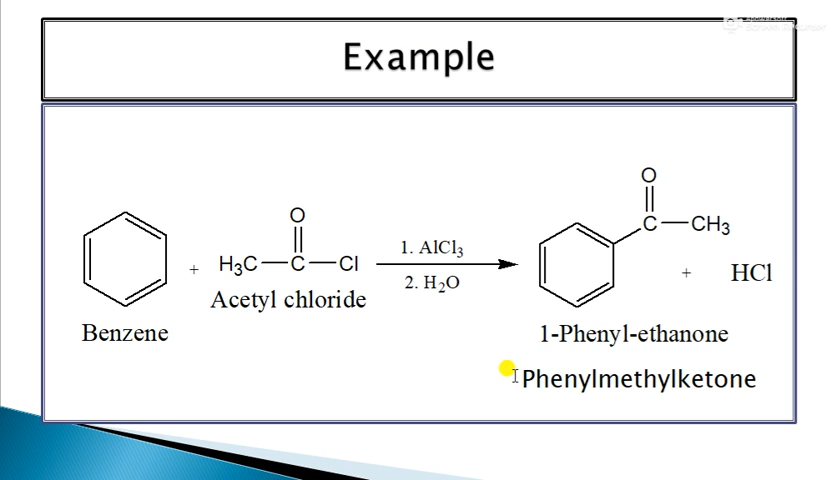 Example
O
H₃C—C—Cl
+
Acetyl chloride
Benzene
1. AlCl₃
2. H₂O
O
C—CH₃
+
HCl
1-Phenyl-ethanone
Phenylmethylketone